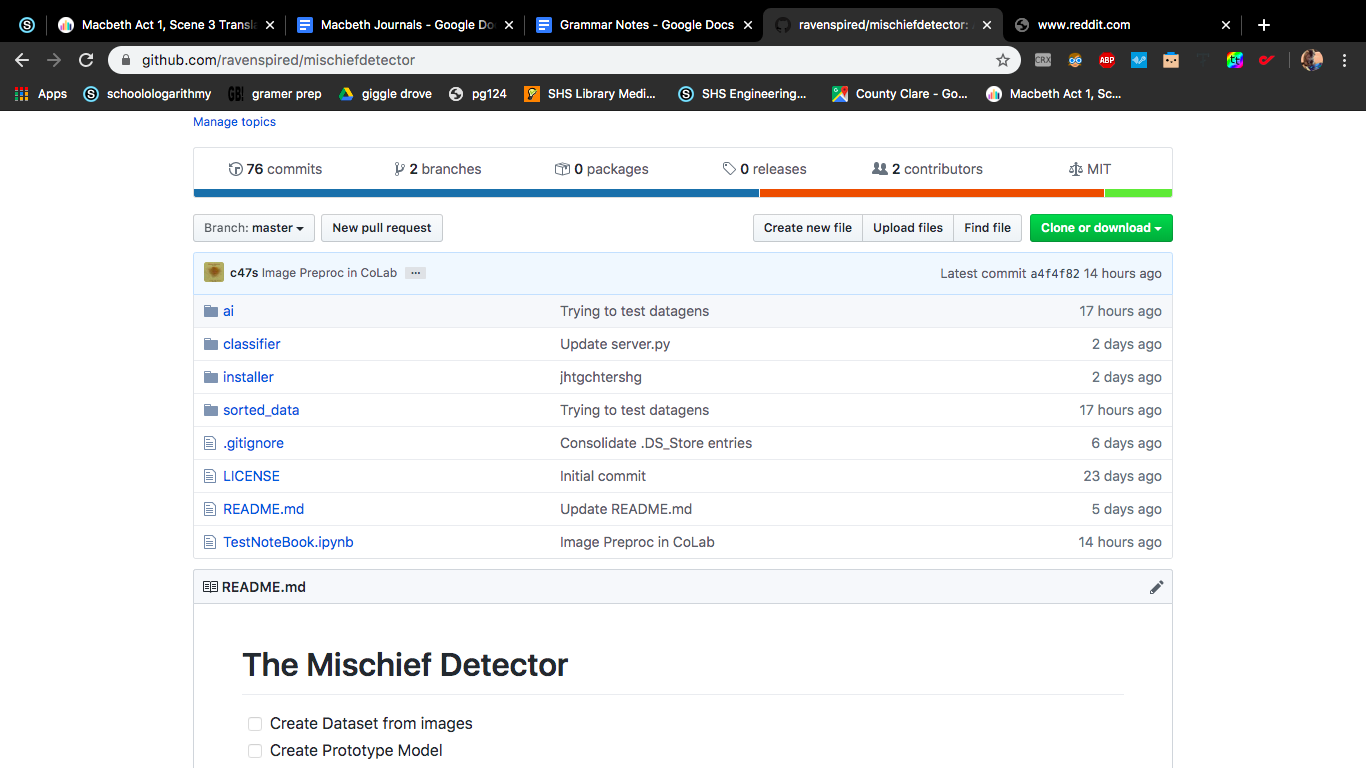 Macbeth Act 1, Scene 3 Transl
Macbeth Journals - Google Do
Grammar Notes - Google Docs
ravenspired/mischiefdetector:
www.reddit.com
github.com/ravenspired/mischiefdetector
CRX
ABP
Apps
schoolologarithmy
GB!
gramer prep
giggle drove
pg124
SHS Library Medi...
SHS Engineering...
County Clare - Go...
Macbeth Act 1, Sc...
Manage topics
76 commits
2 branches
0 packages
0 releases
2 contributors
MIT
Branch: master
New pull request
Create new file
Upload files
Find file
Clone or download
c47s Image Preproc in CoLab ...
Latest commit a4f4f82 14 hours ago
ai Trying to test datagens 17 hours ago
classifier Update server.py 2 days ago
installer jhtgchtershg 2 days ago
sorted_data Trying to test datagens 17 hours ago
.gitignore Consolidate .DS_Store entries 6 days ago
LICENSE Initial commit 23 days ago
README.md Update README.md 5 days ago
TestNoteBook.ipynb Image Preproc in CoLab 14 hours ago
README.md
The Mischief Detector
Create Dataset from images
Create Prototype Model